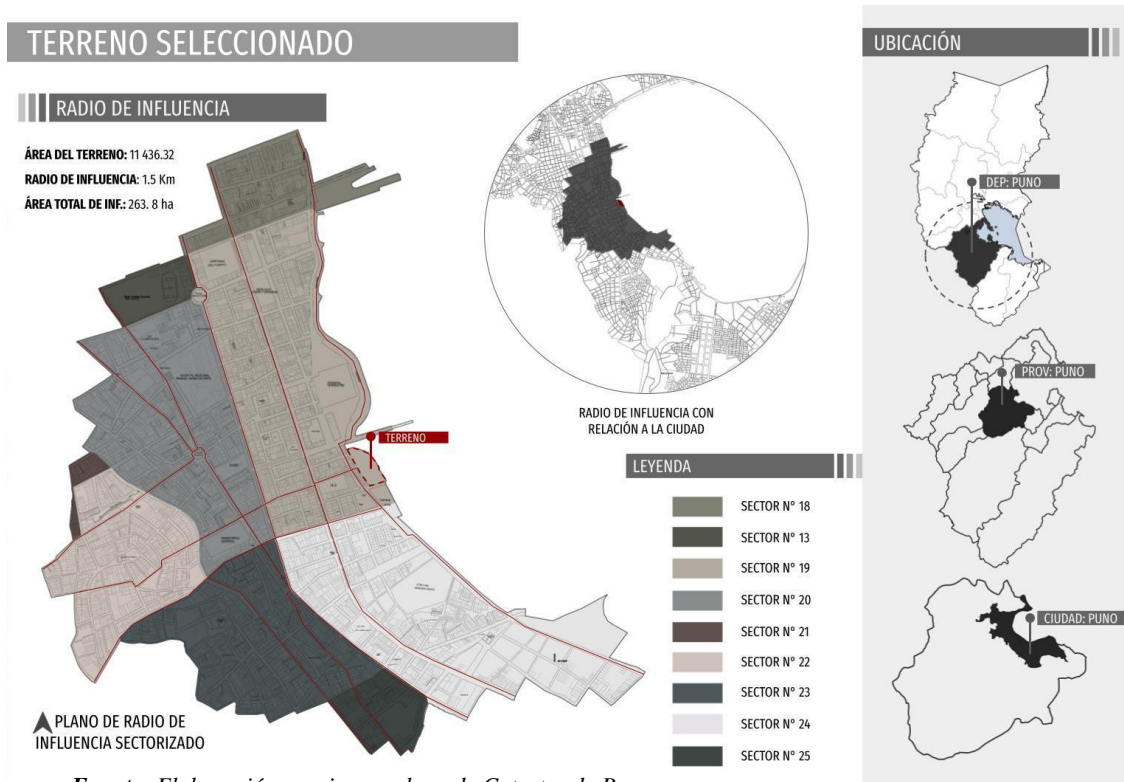 TERRENO SELECCIONADO
RADIO DE INFLUENCIA
ÁREA DEL TERRENO: 11 436.32
RADIO DE INFLUENCIA: 1.5 Km
ÁREA TOTAL DE INF.: 263. 8 ha
TERRENO
PLANO DE RADIO DE
INFLUENCIA SECTORIZADO
RADIO DE INFLUENCIA CON
RELACIÓN A LA CIUDAD
LEYENDA
SECTOR N° 18
SECTOR N° 13
SECTOR N° 19
SECTOR N° 20
SECTOR N° 21
SECTOR N° 22
SECTOR N° 23
SECTOR N° 24
SECTOR N° 25
UBICACIÓN
DEP: PUNO
PROV: PUNO
CIUDAD: PUNO